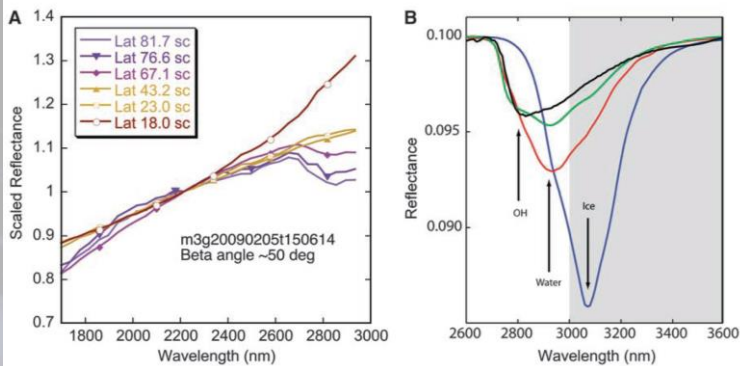 A
1.4
1.3
1.2
1.1
1
0.9
0.8
0.7
Scaled Reflectance
Lat 81.7 sc
Lat 76.6 sc
Lat 67.1 sc
Lat 43.2 sc
Lat 23.0 sc
Lat 18.0 sc
m3g20090205t150614
Beta angle ~50 deg
1800 2000 2200 2400 2600 2800 3000
Wavelength (nm)
B
0.100
0.095
0.090
Reflectance
OH
Water
Ice
2600 2800 3000 3200 3400 3600
Wavelength (nm)